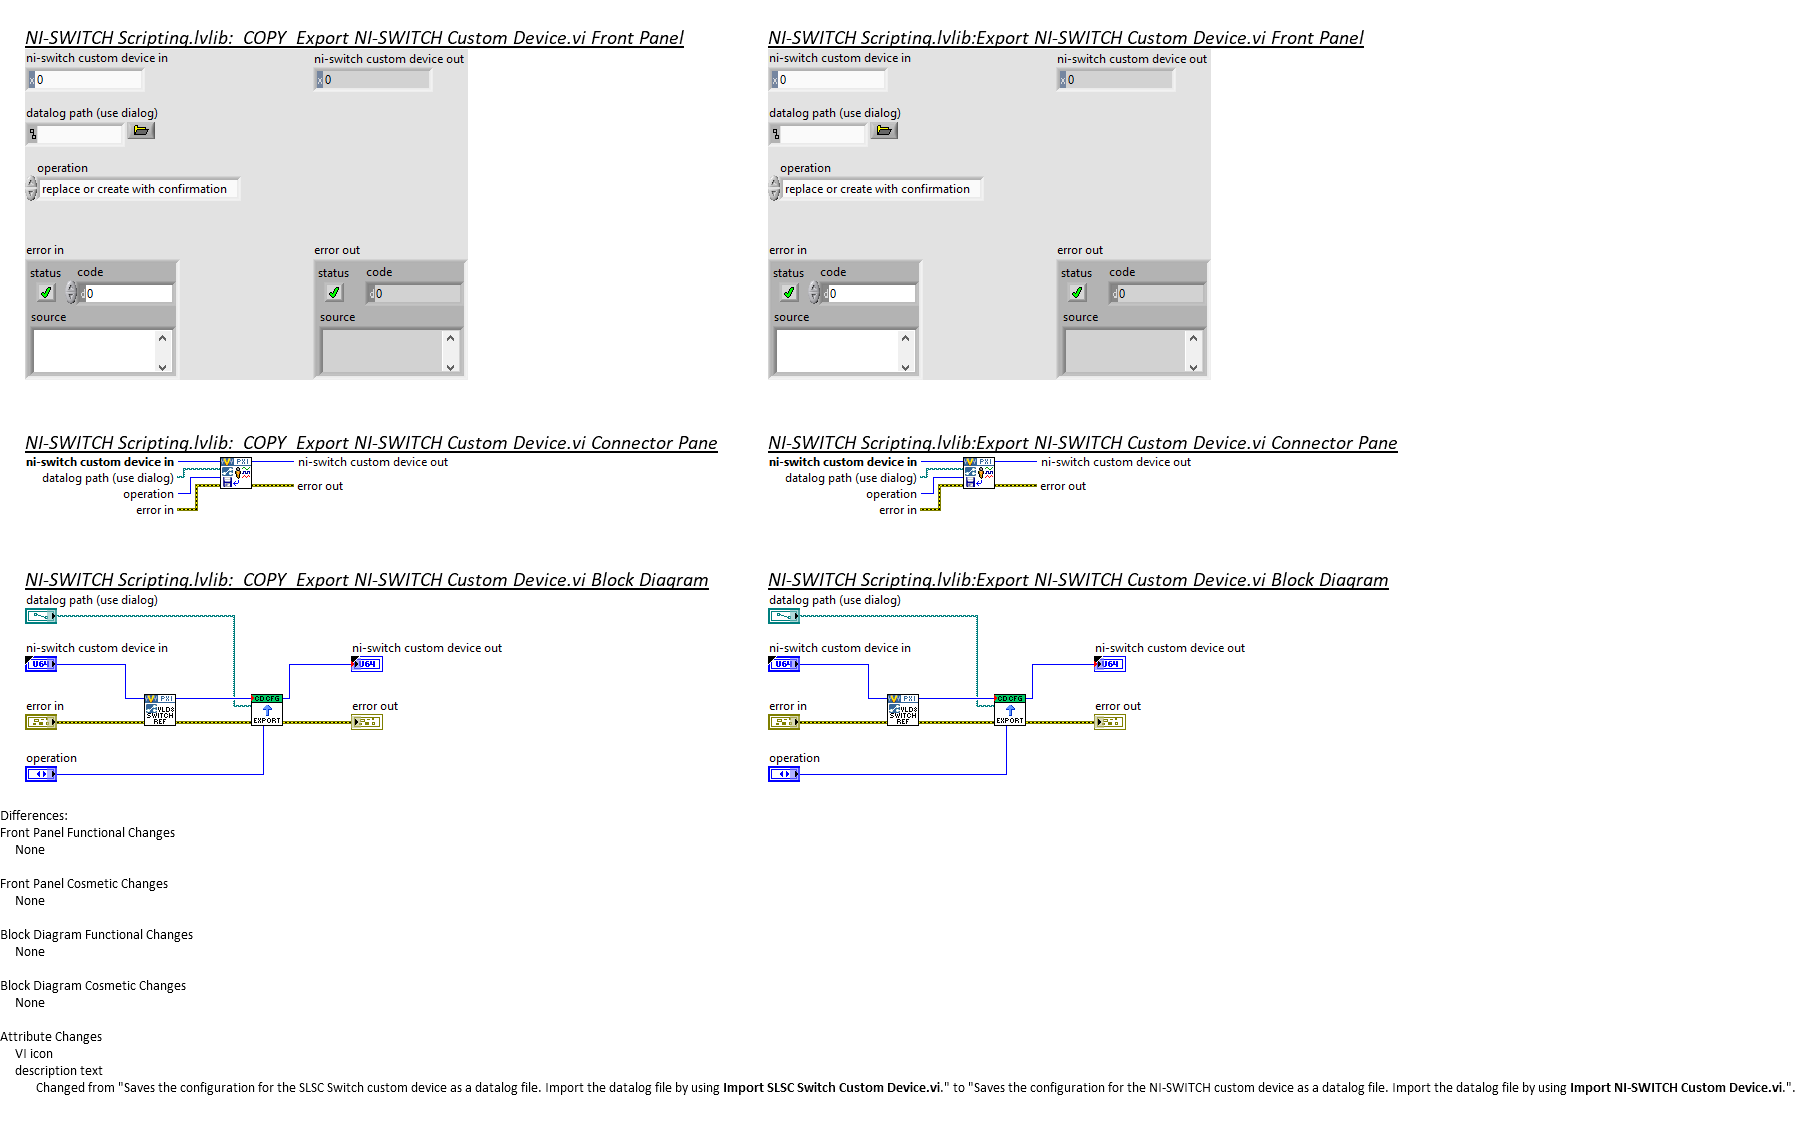 NI-SWITCH Scripting.lvlib:_COPY_Export NI-SWITCH Custom Device.vi Front Panel
ni-switch custom device in
ni-switch custom device out
x 0
x 0
datalog path (use dialog)
operation
replace or create with confirmation
error in
error out
status code
status code
d 0
d 0
source
source
NI-SWITCH Scripting.lvlib:Export NI-SWITCH Custom Device.vi Front Panel
ni-switch custom device in
ni-switch custom device out
x 0
x 0
datalog path (use dialog)
operation
replace or create with confirmation
error in
error out
status code
status code
d 0
d 0
source
source
NI-SWITCH Scripting.lvlib:_COPY_Export NI-SWITCH Custom Device.vi Connector Pane
ni-switch custom device in
ni-switch custom device out
PXI
datalog path (use dialog)
operation
error out
error in
NI-SWITCH Scripting.lvlib:Export NI-SWITCH Custom Device.vi Connector Pane
ni-switch custom device in
ni-switch custom device out
PXI
datalog path (use dialog)
operation
error out
error in
NI-SWITCH Scripting.lvlib:_COPY_Export NI-SWITCH Custom Device.vi Block Diagram
datalog path (use dialog)
ni-switch custom device in
ni-switch custom device out
U64
U64
PXI
VLD8
SWITCH
REF
CD CFG
EXPORT
error in
error out
operation
NI-SWITCH Scripting.lvlib:Export NI-SWITCH Custom Device.vi Block Diagram
datalog path (use dialog)
ni-switch custom device in
ni-switch custom device out
U64
U64
PXI
VLD8
SWITCH
REF
CD CFG
EXPORT
error in
error out
operation
Differences:
Front Panel Functional Changes
None
Front Panel Cosmetic Changes
None
Block Diagram Functional Changes
None
Block Diagram Cosmetic Changes
None
Attribute Changes
VI icon
description text
Changed from "Saves the configuration for the SLSC Switch custom device as a datalog file. Import the datalog file by using Import SLSC Switch Custom Device.vi." to "Saves the configuration for the NI-SWITCH custom device as a datalog file. Import the datalog file by using Import NI-SWITCH Custom Device.vi.".